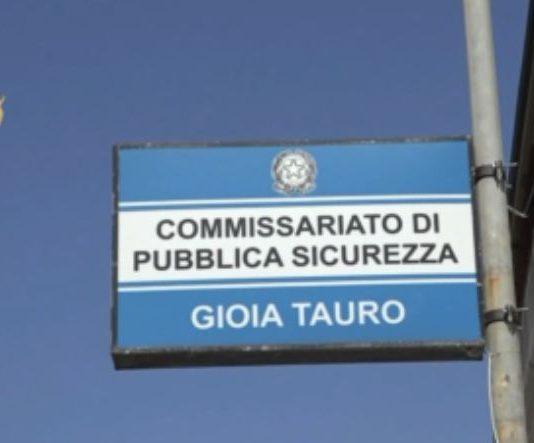 COMMISSARIATO DI
PUBBLICA SICUREZZA
GIOIA TAURO